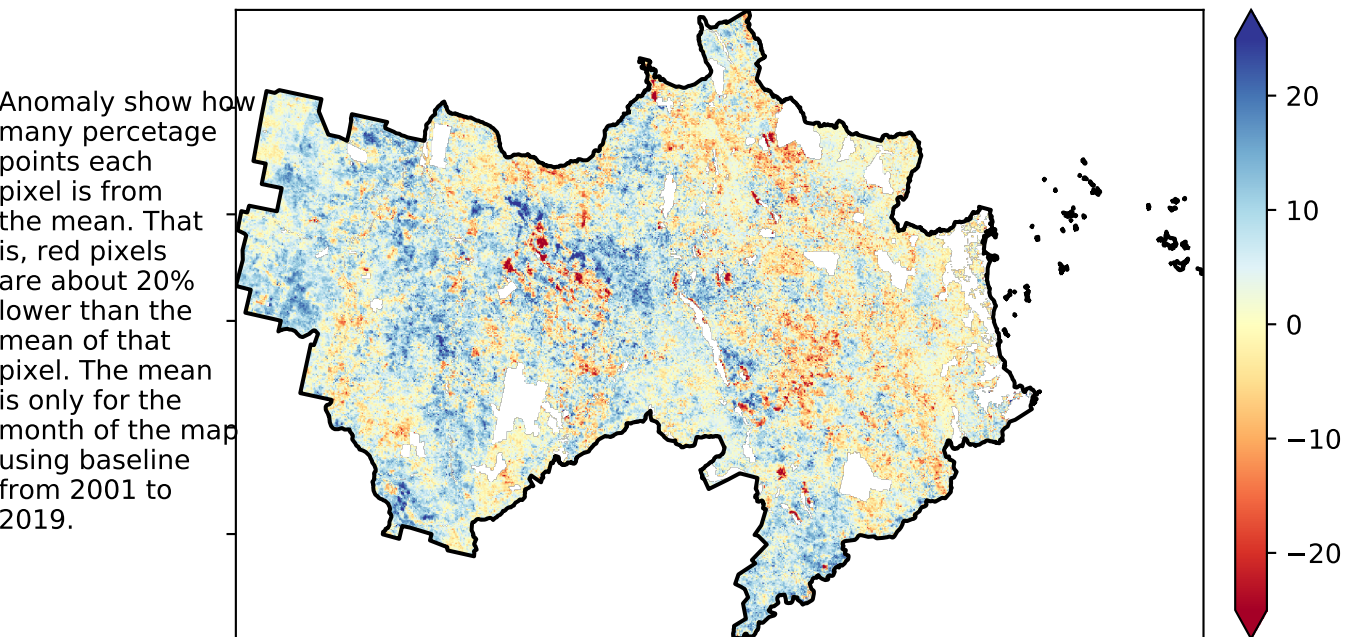 Anomaly show how
many percetage
points each
pixel is from
the mean. That
is, red pixels
are about 20%
lower than the
mean of that
pixel. The mean
is only for the
month of the map
using baseline
from 2001 to
2019.
20
10
0
−10
−20